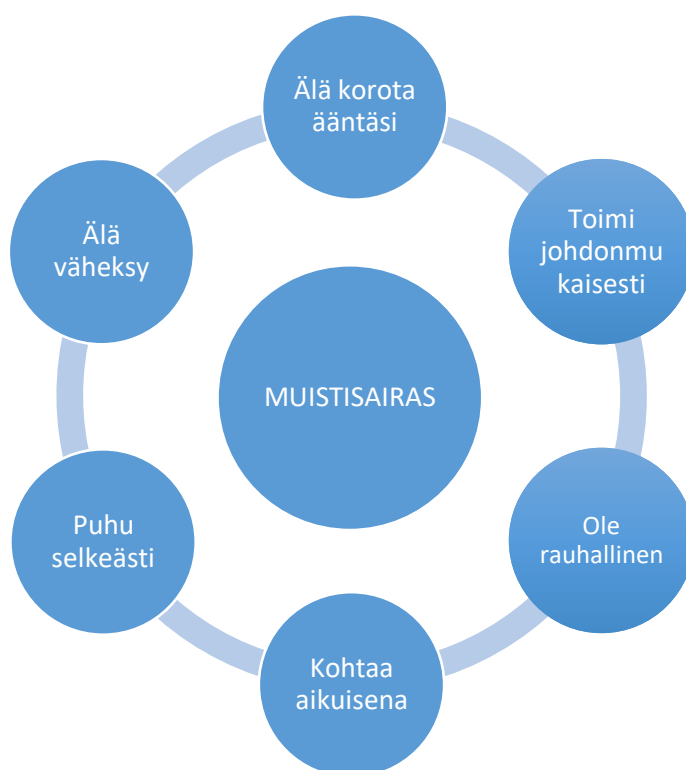 Älä korota
ääntäsi
Toimi
johdonmu
kaisesti
Ole
rauhallinen
Kohtaa
aikuisena
Puhu
selkeästi
Älä
väheksy
MUISTISAIRAS